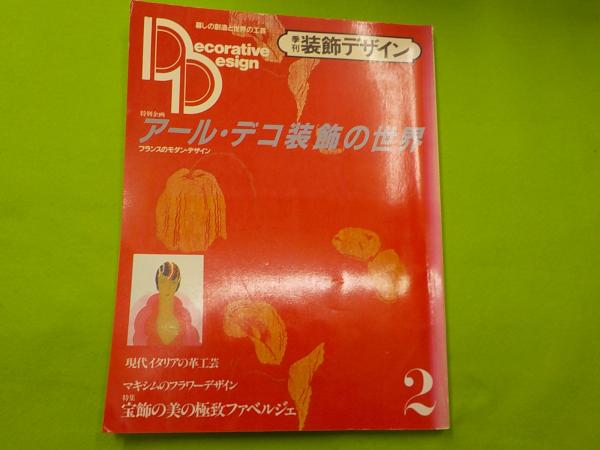 暮しの創造と世界の工芸
Decorative
Design
季刊 装飾デザイン
特別企画
アール・デコ装飾の世界
フランスのモダン・デザイン
現代イタリアの革工芸
マキシムのフラワーデザイン
特集
宝飾の美の極致ファベルジェ
2